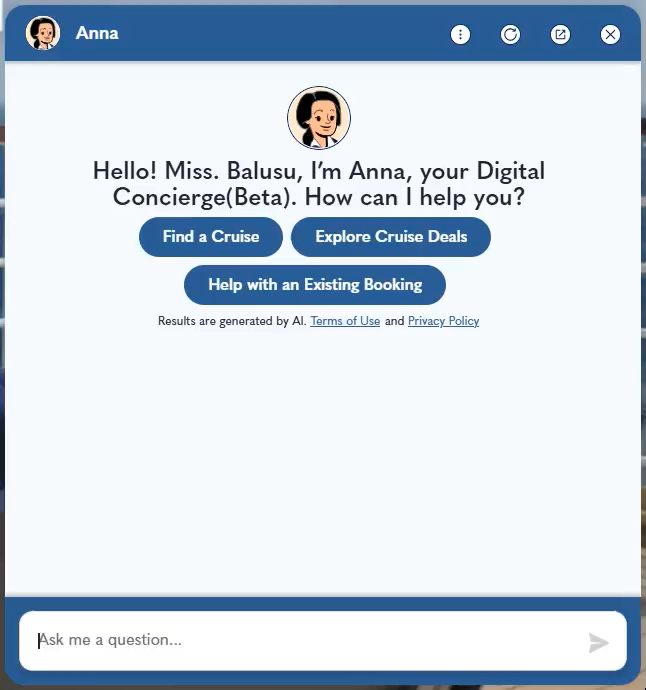 Anna
Hello! Miss. Balusu, I’m Anna, your Digital
Concierge(Beta). How can I help you?
Find a Cruise
Explore Cruise Deals
Help with an Existing Booking
Results are generated by AI. Terms of Use and Privacy Policy
Ask me a question...